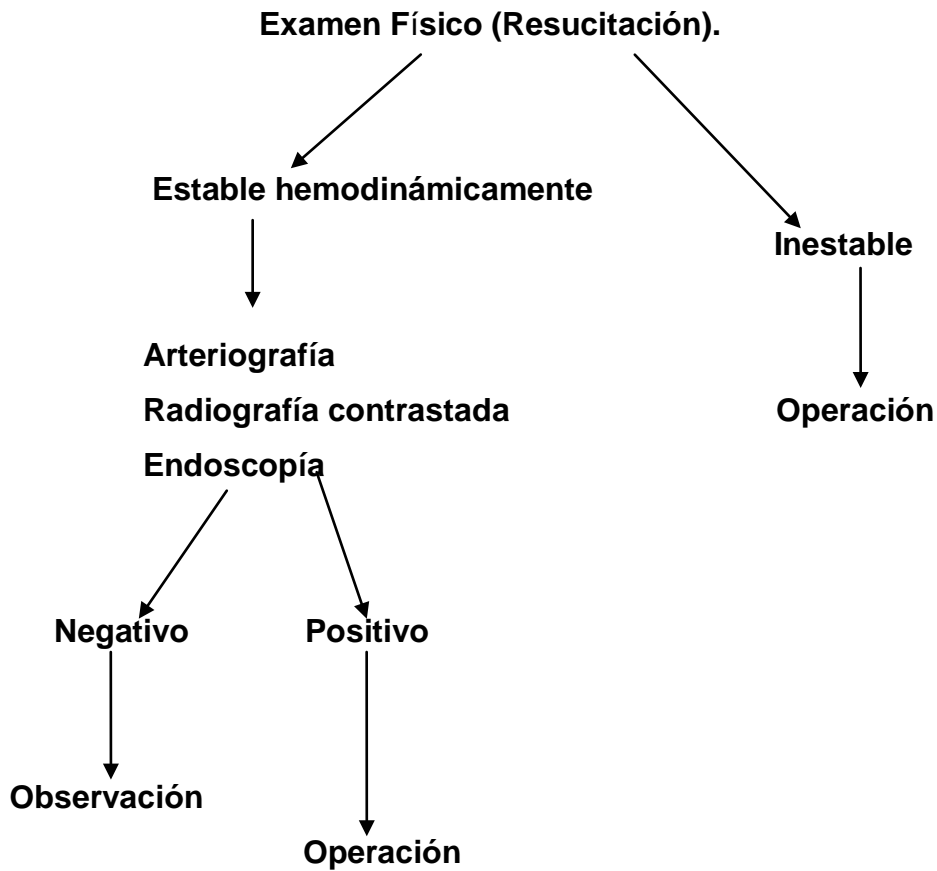 Examen Físico (Resucitación).
Estable hemodinámicamente
Inestable
Arteriografía
Radiografía contrastada
Operación
Endoscopía
Negativo
Positivo
Observación
Operación